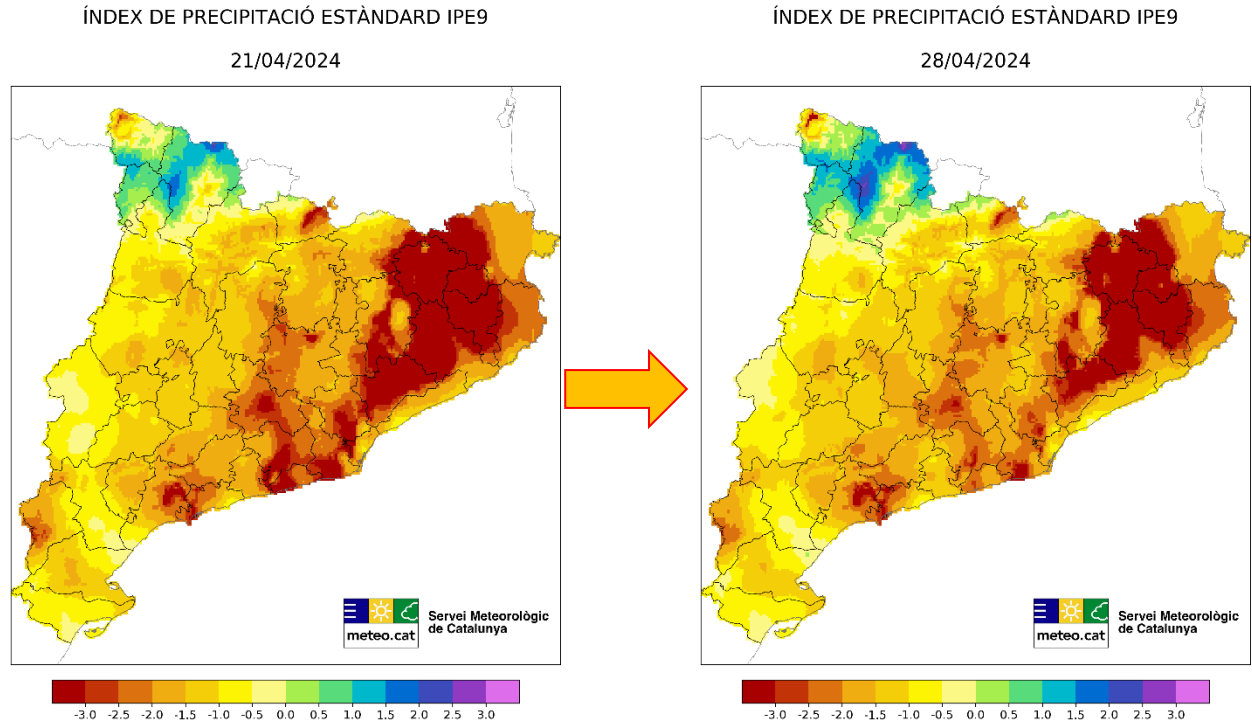 ÍNDEX DE PRECIPITACIÓ ESTÀNDARD IPE9
21/04/2024
Servei Meteorològic
de Catalunya
meteo.cat
-3.0 -2.5 -2.0 -1.5 -1.0 -0.5 0.0 0.5 1.0 1.5 2.0 2.5 3.0
ÍNDEX DE PRECIPITACIÓ ESTÀNDARD IPE9
28/04/2024
Servei Meteorològic
de Catalunya
meteo.cat
-3.0 -2.5 -2.0 -1.5 -1.0 -0.5 0.0 0.5 1.0 1.5 2.0 2.5 3.0